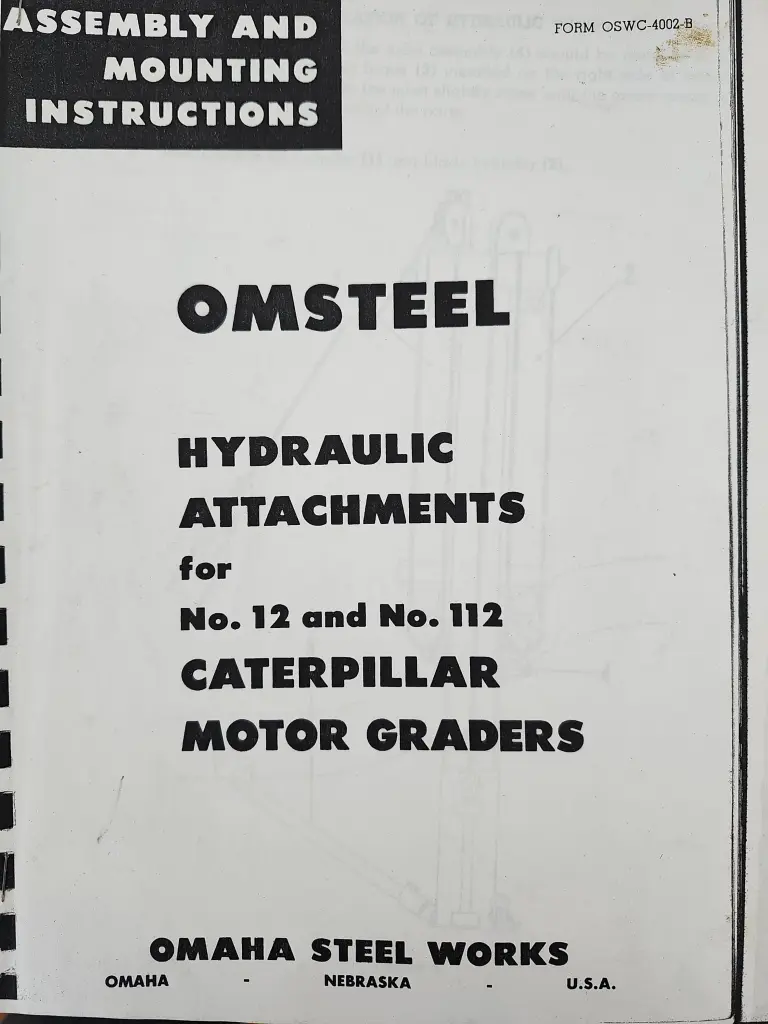 ASSEMBLY AND
MOUNTING
INSTRUCTIONS
FORM OSWC-4002-B
OMSTEEL
HYDRAULIC
ATTACHMENTS
for
No. 12 and No. 112
CATERPILLAR
MOTOR GRADERS
OMAHA STEEL WORKS
OMAHA - NEBRASKA - U.S.A.